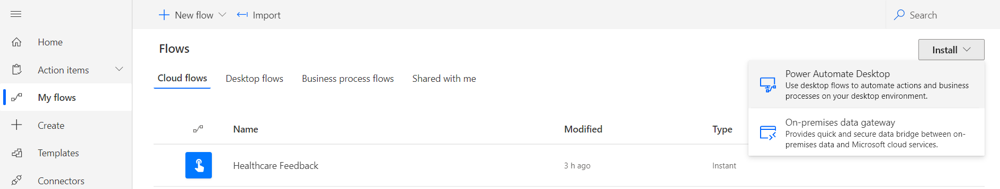 New flow
Import
Search
Home
Action items
My flows
Create
Templates
Connectors
Flows
Install
Cloud flows
Desktop flows
Business process flows
Shared with me
Power Automate Desktop
Use desktop flows to automate actions and business
processes on your desktop environment.
On-premises data gateway
Provides quick and secure data bridge between on-
premises data and Microsoft cloud services.
Name
Modified
Type
Healthcare Feedback
3 h ago
Instant